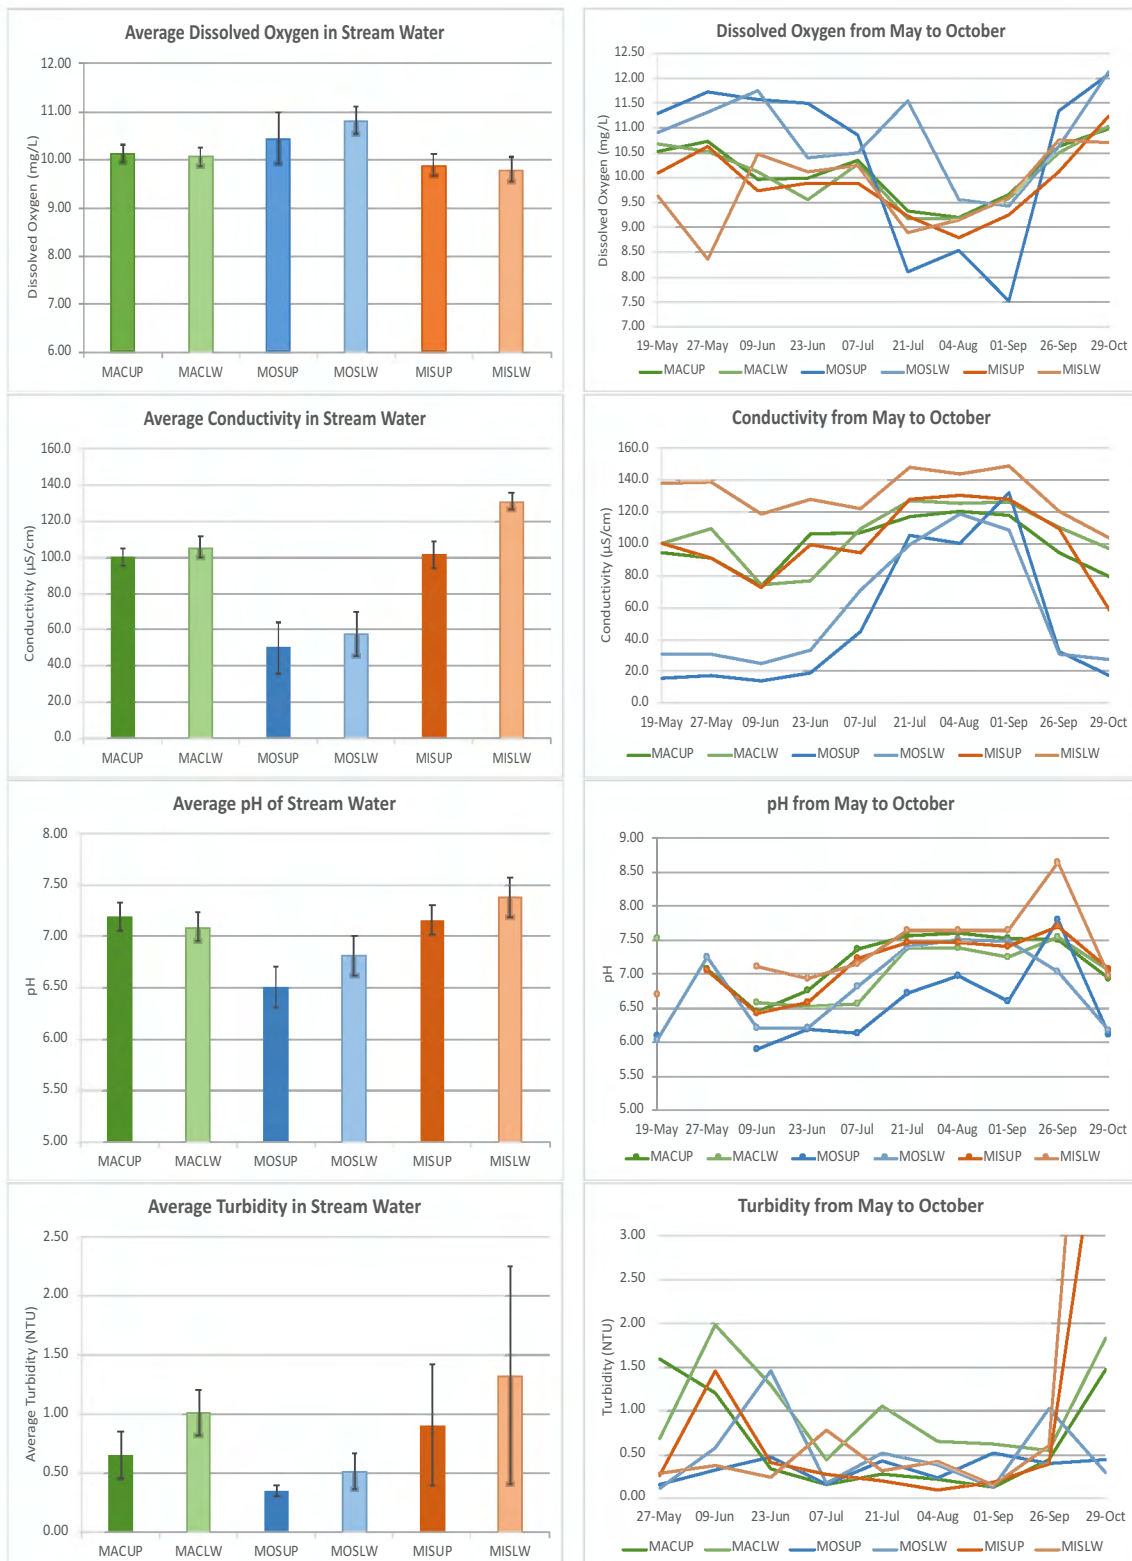 Average Dissolved Oxygen in Stream Water
Dissolved Oxygen (mg/L)
12.00
11.00
10.00
9.00
8.00
7.00
6.00
MACUP MACLW MOSUP MOSLW MISUP MISLW
Dissolved Oxygen from May to October
Dissolved Oxygen (mg/L)
12.50
12.00
11.50
11.00
10.50
10.00
9.50
9.00
8.50
8.00
7.50
7.00
19-May 27-May 09-Jun 23-Jun 07-Jul 21-Jul 04-Aug 01-Sep 26-Sep 29-Oct
MACUP MACLW MOSUP MOSLW MISUP MISLW
Average Conductivity in Stream Water
Conductivity (µS/cm)
160.0
140.0
120.0
100.0
80.0
60.0
40.0
20.0
0.0
MACUP MACLW MOSUP MOSLW MISUP MISLW
Conductivity from May to October
Conductivity (µS/cm)
160.0
140.0
120.0
100.0
80.0
60.0
40.0
20.0
0.0
19-May 27-May 09-Jun 23-Jun 07-Jul 21-Jul 04-Aug 01-Sep 26-Sep 29-Oct
MACUP MACLW MOSUP MOSLW MISUP MISLW
Average pH of Stream Water
pH
8.00
7.50
7.00
6.50
6.00
5.50
5.00
MACUP MACLW MOSUP MOSLW MISUP MISLW
pH from May to October
pH
9.00
8.50
8.00
7.50
7.00
6.50
6.00
5.50
5.00
19-May 27-May 09-Jun 23-Jun 07-Jul 21-Jul 04-Aug 01-Sep 26-Sep 29-Oct
MACUP MACLW MOSUP MOSLW MISUP MISLW
Average Turbidity in Stream Water
Average Turbidity (NTU)
2.50
2.00
1.50
1.00
0.50
0.00
MACUP MACLW MOSUP MOSLW MISUP MISLW
Turbidity from May to October
Turbidity (NTU)
3.00
2.50
2.00
1.50
1.00
0.50
0.00
27-May 09-Jun 23-Jun 07-Jul 21-Jul 04-Aug 01-Sep 26-Sep 29-Oct
MACUP MACLW MOSUP MOSLW MISUP MISLW